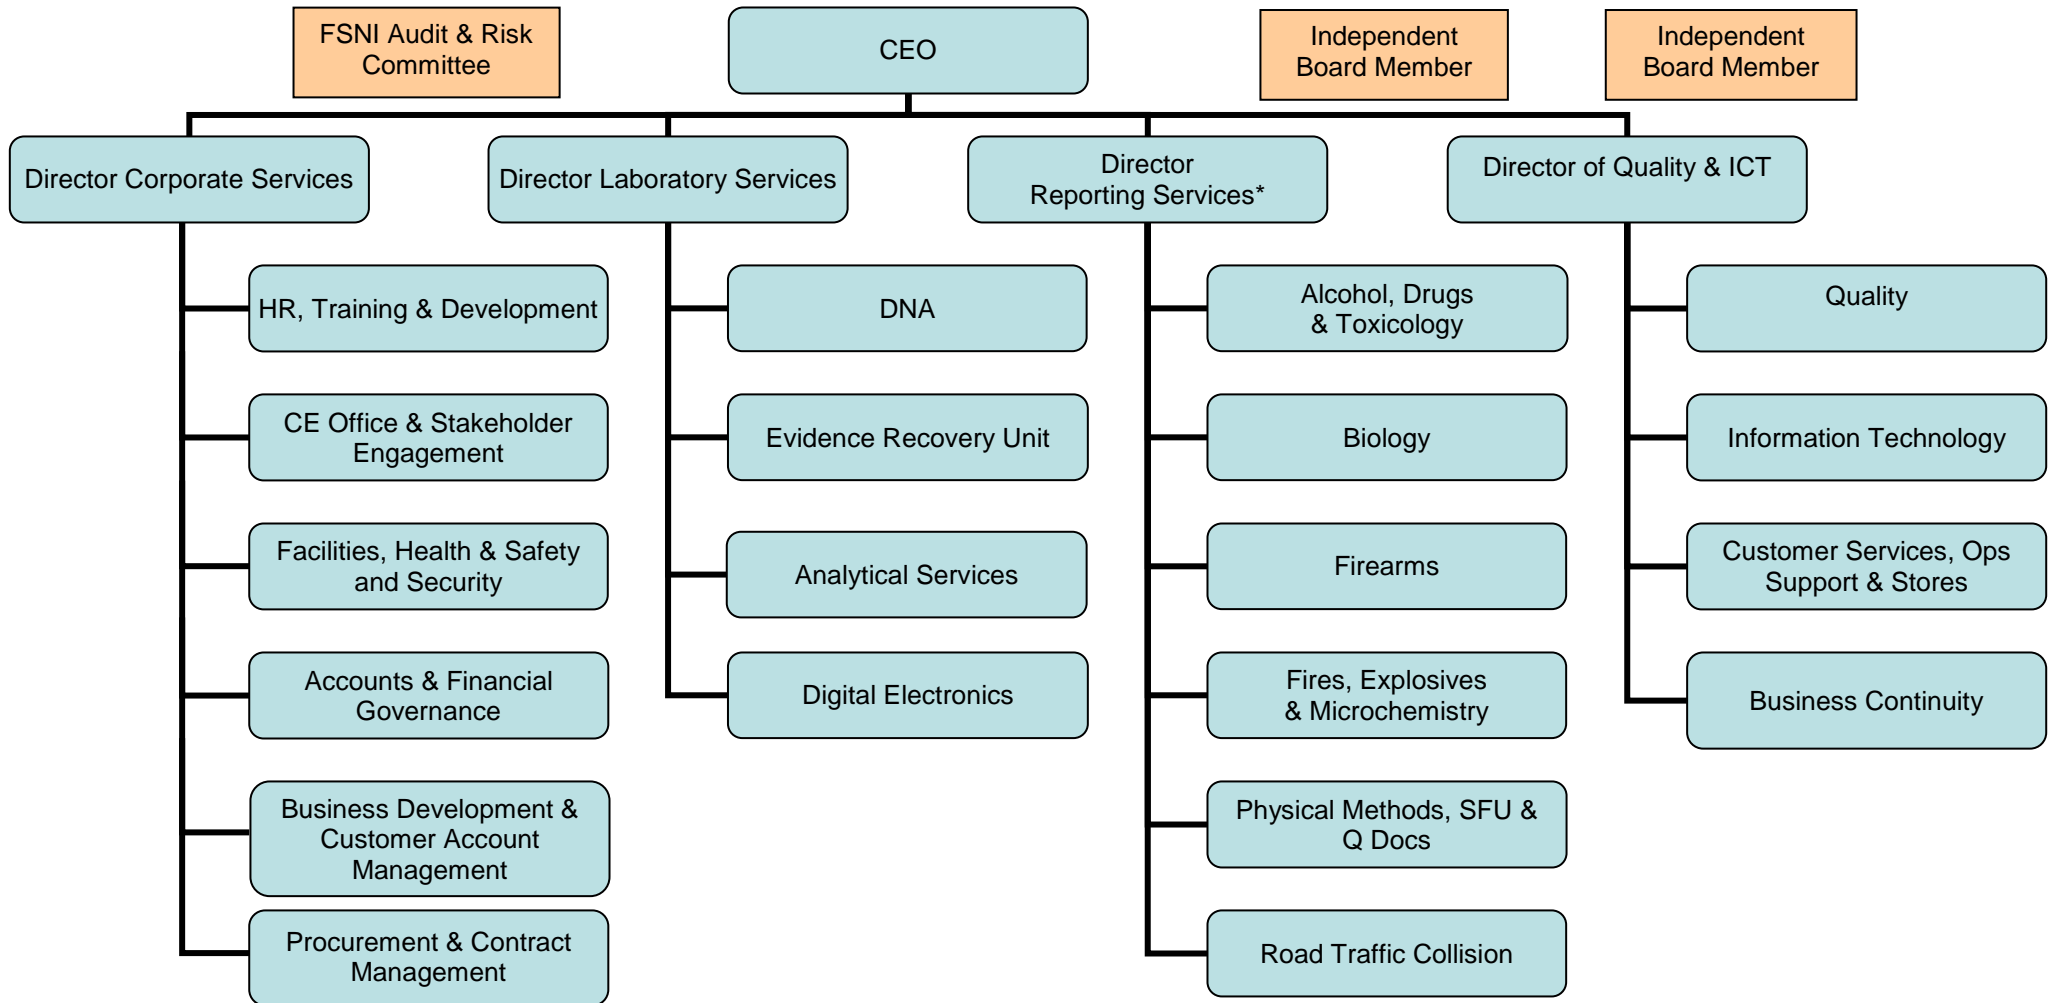 FSNI Audit & Risk
Committee
CEO
Independent
Board Member
Independent
Board Member
Director Corporate Services
Director Laboratory Services
Director
Reporting Services*
Director of Quality & ICT
HR, Training & Development
CE Office & Stakeholder
Engagement
Facilities, Health & Safety
and Security
Accounts & Financial
Governance
Business Development &
Customer Account
Management
Procurement & Contract
Management
DNA
Evidence Recovery Unit
Analytical Services
Digital Electronics
Alcohol, Drugs
& Toxicology
Biology
Firearms
Fires, Explosives
& Microchemistry
Physical Methods, SFU &
Q Docs
Road Traffic Collision
Quality
Information Technology
Customer Services, Ops
Support & Stores
Business Continuity